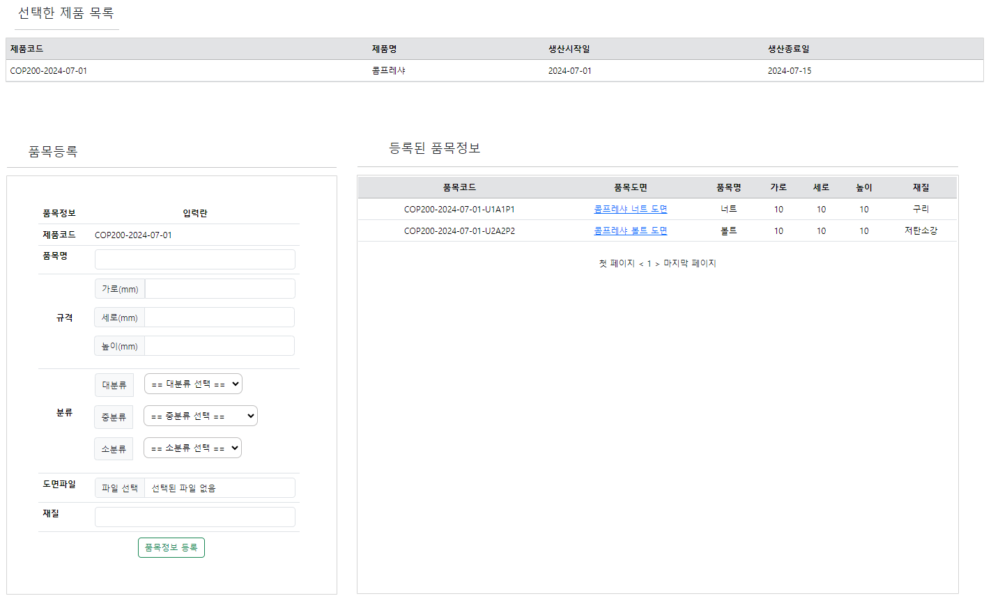 선택한 제품 목록
제품코드 제품명 생산시작일 생산종료일
COP200-2024-07-01 콤프레샤 2024-07-01 2024-07-15
품목등록
품목정보 입력란
제품코드 COP200-2024-07-01
품목명
규격
가로(mm)
세로(mm)
높이(mm)
분류
대분류 == 대분류 선택 ==
중분류 == 중분류 선택 ==
소분류 == 소분류 선택 ==
도면파일 파일 선택 선택된 파일 없음
재질
품목정보 등록
등록된 품목정보
품목코드 품목도면 품목명 가로 세로 높이 재질
COP200-2024-07-01-U1A1P1 콤프레샤 너트 도면 너트 10 10 10 구리
COP200-2024-07-01-U2A2P2 콤프레샤 볼트 도면 볼트 10 10 10 저탄소강
첫 페이지 < 1 > 마지막 페이지